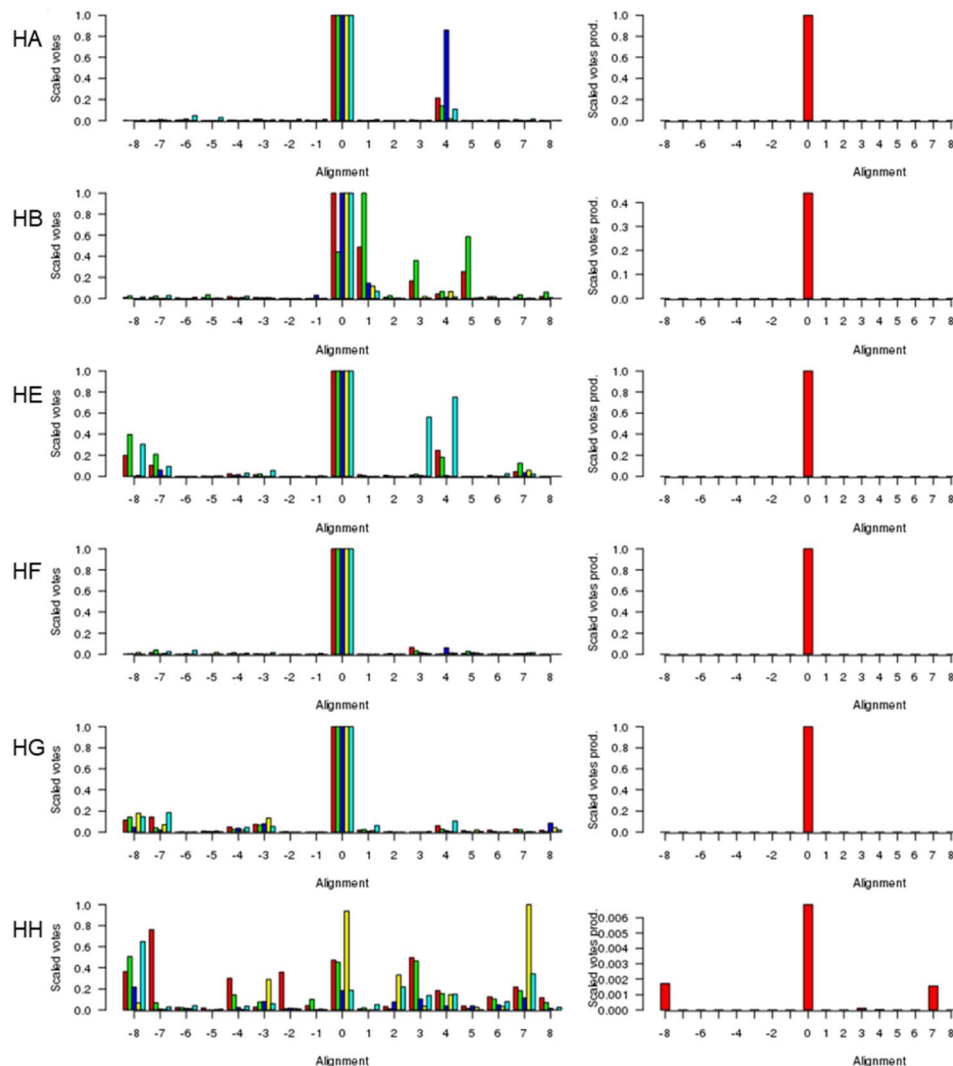 HA
Scaled votes
1.0
0.8
0.6
0.4
0.2
0.0
-8 -7 -6 -5 -4 -3 -2 -1 0 1 2 3 4 5 6 7 8
Alignment
Scaled votes prod.
1.0
0.8
0.6
0.4
0.2
0.0
-8 -6 -4 -2 0 1 2 3 4 5 6 7 8
Alignment
HB
Scaled votes
1.0
0.8
0.6
0.4
0.2
0.0
-8 -7 -6 -5 -4 -3 -2 -1 0 1 2 3 4 5 6 7 8
Alignment
Scaled votes prod.
0.4
0.3
0.2
0.1
0.0
-8 -6 -4 -2 0 1 2 3 4 5 6 7 8
Alignment
HE
Scaled votes
1.0
0.8
0.6
0.4
0.2
0.0
-8 -7 -6 -5 -4 -3 -2 -1 0 1 2 3 4 5 6 7 8
Alignment
Scaled votes prod.
1.0
0.8
0.6
0.4
0.2
0.0
-8 -6 -4 -2 0 1 2 3 4 5 6 7 8
Alignment
HF
Scaled votes
1.0
0.8
0.6
0.4
0.2
0.0
-8 -7 -6 -5 -4 -3 -2 -1 0 1 2 3 4 5 6 7 8
Alignment
Scaled votes prod.
1.0
0.8
0.6
0.4
0.2
0.0
-8 -6 -4 -2 0 1 2 3 4 5 6 7 8
Alignment
HG
Scaled votes
1.0
0.8
0.6
0.4
0.2
0.0
-8 -7 -6 -5 -4 -3 -2 -1 0 1 2 3 4 5 6 7 8
Alignment
Scaled votes prod.
1.0
0.8
0.6
0.4
0.2
0.0
-8 -6 -4 -2 0 1 2 3 4 5 6 7 8
Alignment
HH
Scaled votes
1.0
0.8
0.6
0.4
0.2
0.0
-8 -7 -6 -5 -4 -3 -2 -1 0 1 2 3 4 5 6 7 8
Alignment
Scaled votes prod.
0.006
0.005
0.004
0.003
0.002
0.001
0.000
-8 -6 -4 -2 0 1 2 3 4 5 6 7 8
Alignment